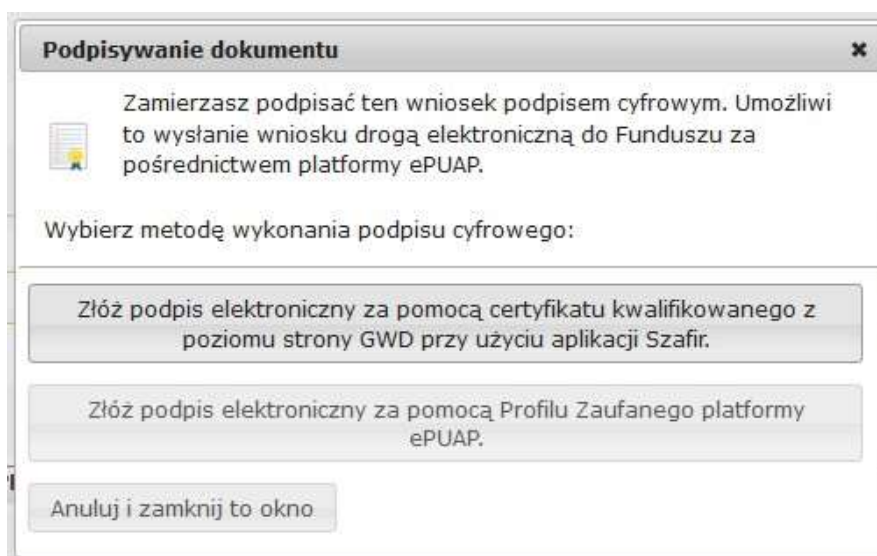 Podpisywanie dokumentu
Zamierzasz podpisać ten wniosek podpisem cyfrowym. Umożliwi
to wysłanie wniosku drogą elektroniczną do Funduszu za
pośrednictwem platformy ePUAP.
Wybierz metodę wykonania podpisu cyfrowego:
Złóż podpis elektroniczny za pomocą certyfikatu kwalifikowanego z
poziomu strony GWD przy użyciu aplikacji Szafir.
Złóż podpis elektroniczny za pomocą Profilu Zaufanego platformy
ePUAP.
Anuluj i zamknij to okno